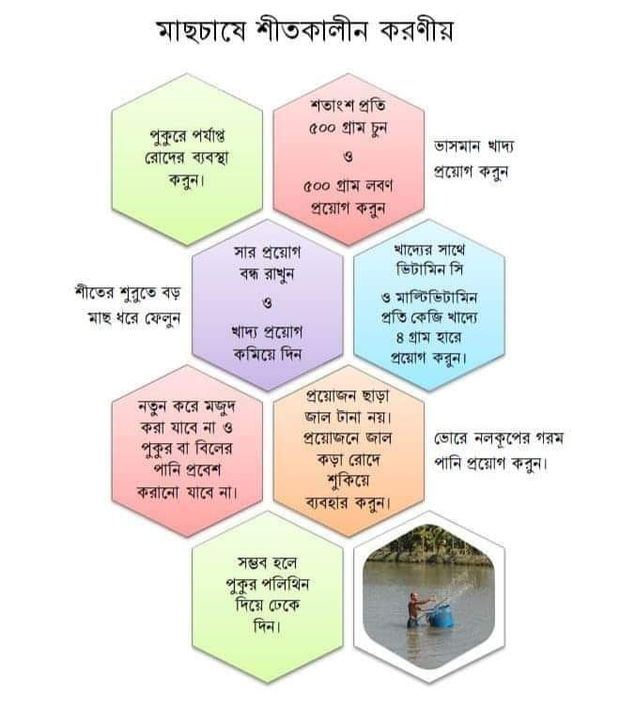 মাছচাষে শীতকালীন করণীয়
পুকুরে পর্যাপ্ত
রোদের ব্যবস্থা
করুন।
শতাংশ প্রতি
৫০০ গ্রাম চুন
ও
৫০০ গ্রাম লবণ
প্রয়োগ করুন
ভাসমান খাদ্য
প্রয়োগ করুন
শীতের শুরুতে বড়
মাছ ধরে ফেলুন
সার প্রয়োগ
বন্ধ রাখুন
ও
খাদ্য প্রয়োগ
কমিয়ে দিন
খাদ্যের সাথে
ভিটামিন সি
ও মাল্টিভিটামিন
প্রতি কেজি খাদ্যে
৪ গ্রাম হারে
প্রয়োগ করুন।
নতুন করে মজুদ
করা যাবে না ও
পুকুর বা বিলের
পানি প্রবেশ
করানো যাবে না।
প্রয়োজন ছাড়া
জাল টানা নয়।
প্রয়োজনে জাল
কড়া রোদে
শুকিয়ে
ব্যবহার করুন।
ভোরে নলকূপের গরম
পানি প্রয়োগ করুন।
সম্ভব হলে
পুকুর পলিথিন
দিয়ে ঢেকে
দিন।